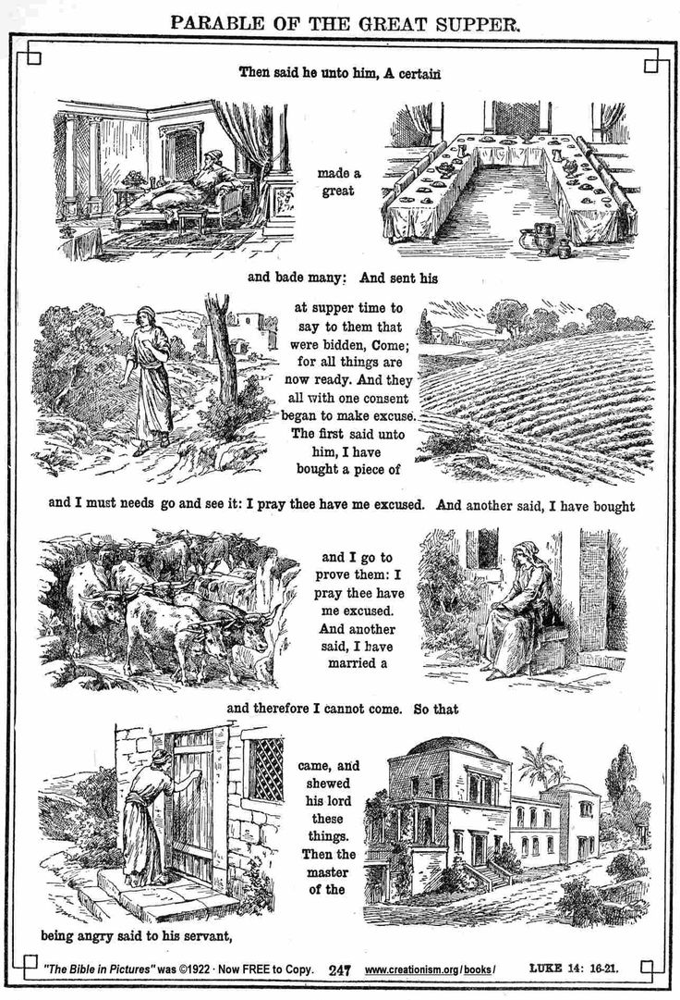 PARABLE OF THE GREAT SUPPER.
Then said he unto him, A certain
made a
great
and bade many: And sent his
at supper time to
say to them that
were bidden, Come;
for all things are
now ready. And they
all with one consent
began to make excuse.
The first said unto
him, I have
bought a piece of
and I must needs go and see it: I pray thee have me excused. And another said, I have bought
and I go to
prove them: I
pray thee have
me excused.
And another
said, I have
married a
and therefore I cannot come. So that
came, and
shewed
his lord
these
things.
Then the
master
of the
being angry said to his servant,
"The Bible in Pictures" was ©1922 · Now FREE to Copy. 247 www.creationism.org/books/ LUKE 14: 16-21.